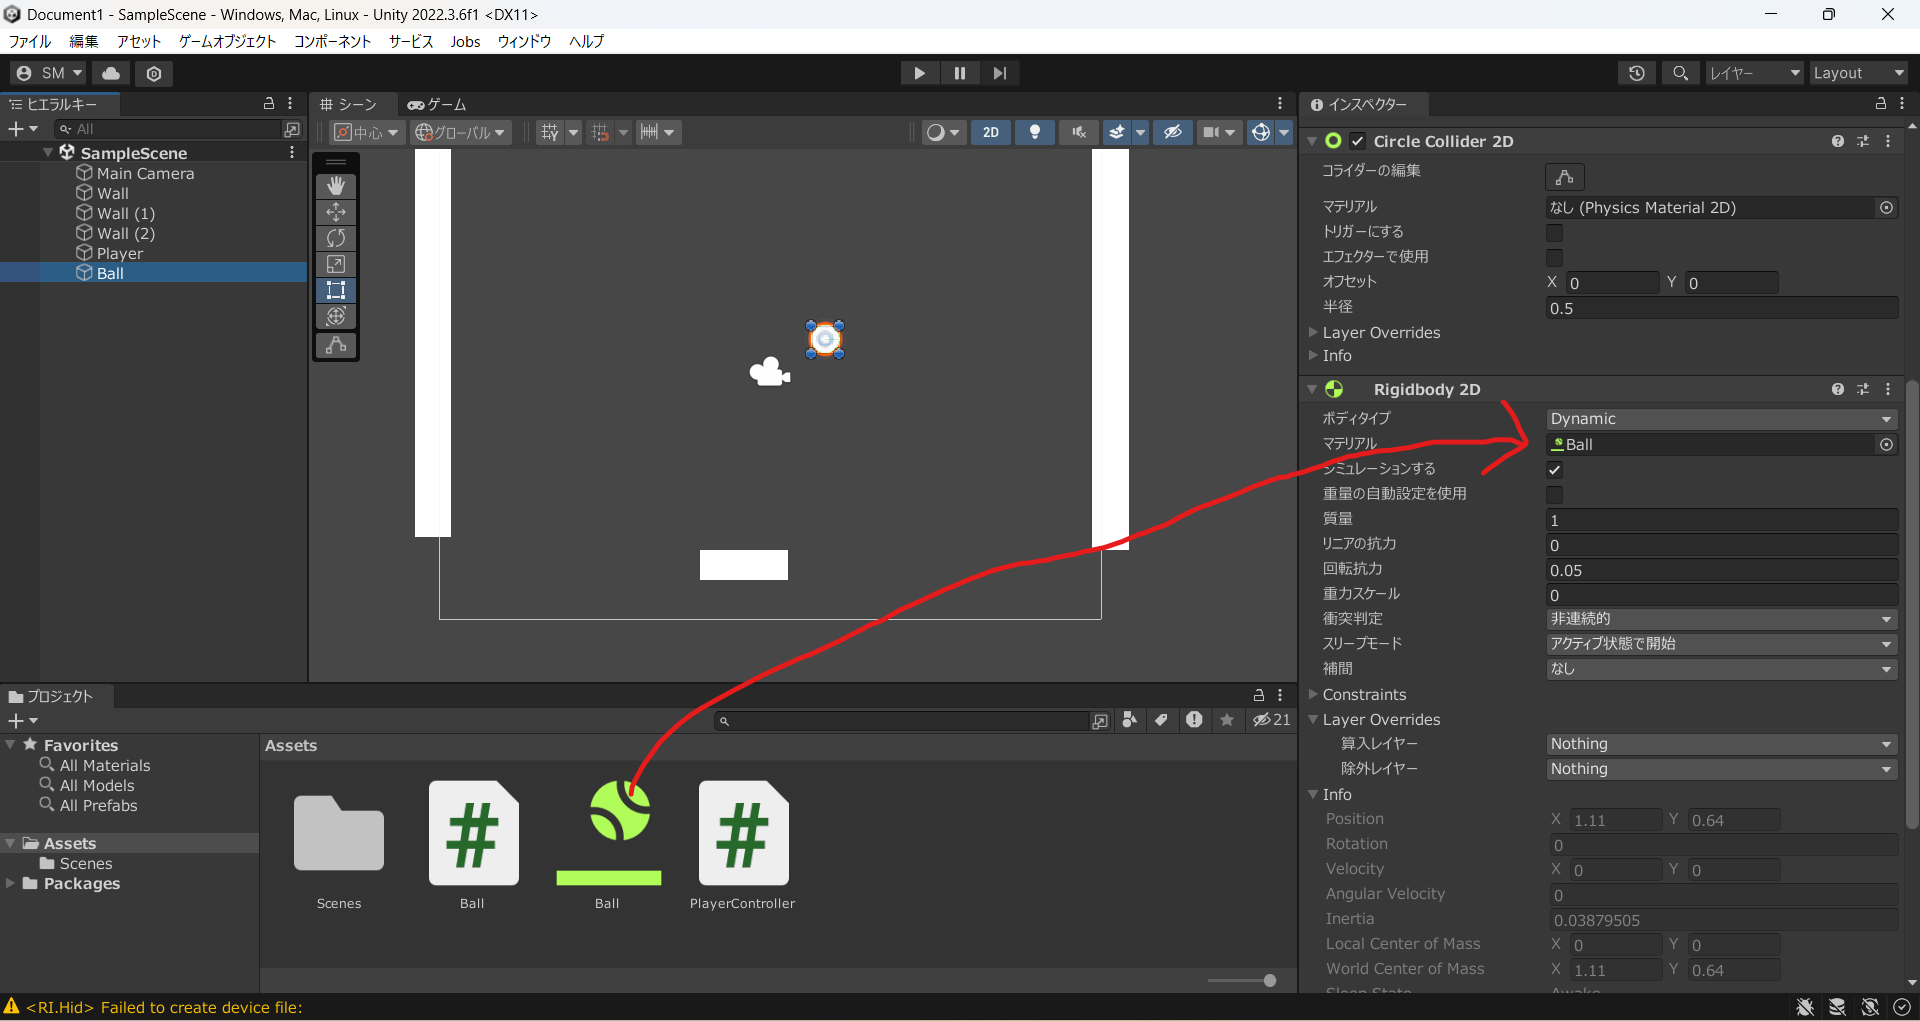 Document1 - SampleScene - Windows, Mac, Linux - Unity 2022.3.6f1 <DX11>
ファイル 編集 アセット ゲームオブジェクト コンポーネント サービス Jobs ウィンドウ ヘルプ
SM レイヤー Layout
ヒエラルキー
All
SampleScene
Main Camera
Wall
Wall (1)
Wall (2)
Player
Ball
シーン ゲーム
中心 グローバル 2D
インスペクター
Circle Collider 2D
コライダーの編集
マテリアル なし (Physics Material 2D)
トリガーにする
エフェクターで使用
オフセット X 0 Y 0
半径 0.5
Layer Overrides
Info
Rigidbody 2D
ボディタイプ Dynamic
マテリアル Ball
シミュレーションする
重量の自動設定を使用
質量 1
リニアの抗力 0
回転抗力 0.05
重力スケール 0
衝突判定 非連続的
スリープモード アクティブ状態で開始
補間 なし
Constraints
Layer Overrides
算入レイヤー Nothing
除外レイヤー Nothing
Info
Position X 1.11 Y 0.64
Rotation 0
Velocity X 0 Y 0
Angular Velocity 0
Inertia 0.03879505
Local Center of Mass X 0 Y 0
World Center of Mass X 1.11 Y 0.64
Sleep State Awake
プロジェクト
21
Favorites
All Materials
All Models
All Prefabs
Assets
Scenes
Packages
Assets
Scenes Ball Ball PlayerController
<RI.Hid> Failed to create device file: